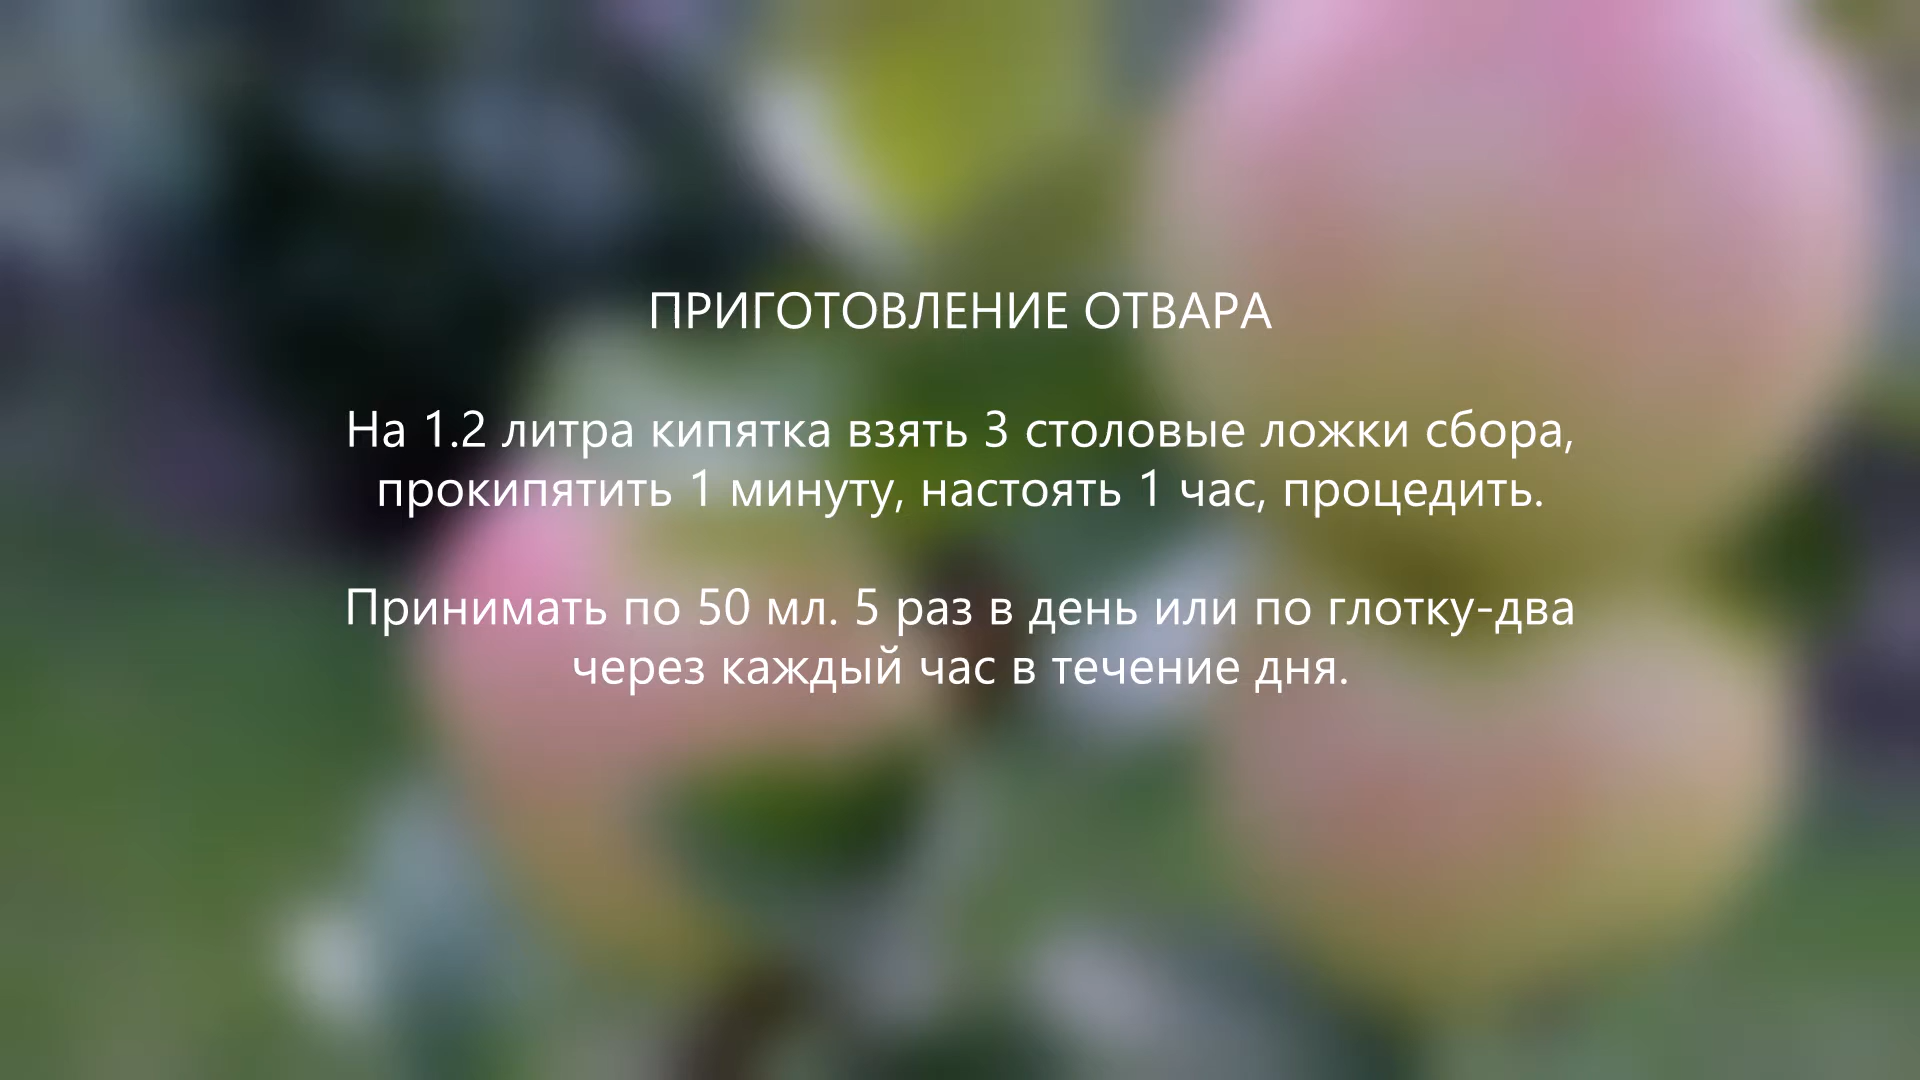 ПРИГОТОВЛЕНИЕ ОТВАРА
На 1.2 литра кипятка взять 3 столовые ложки сбора,
прокипятить 1 минуту, настоять 1 час, процедить.
Принимать по 50 мл. 5 раз в день или по глотку-два
через каждый час в течение дня.